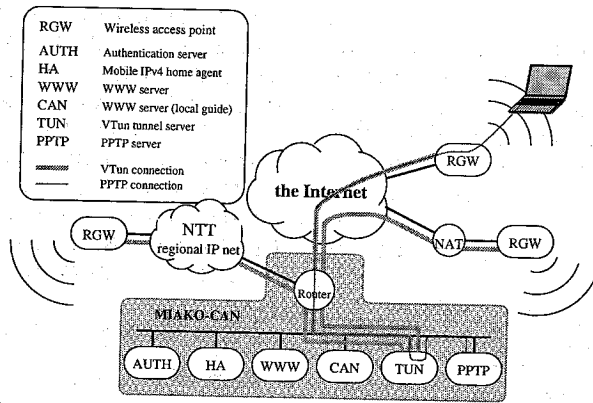 RGW Wireless access point
AUTH Authentication server
HA Mobile IPv4 home agent
WWW WWW server
CAN WWW server (local guide)
TUN VTun tunnel server
PPTP PPTP server
VTun connection
PPTP connection
RGW
the Internet
NTT
regional IP net
RGW
NAT
RGW
Router
MIAKO-CAN
AUTH
HA
WWW
CAN
TUN
PPTP